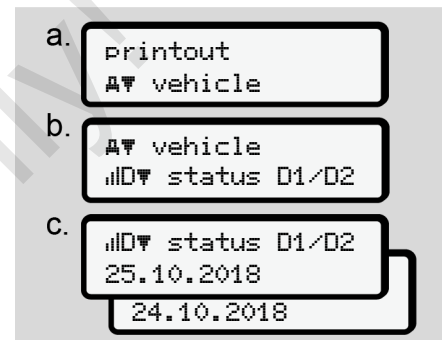 a.
printout
vehicle
b.
vehicle
D status D1/D2
c.
D status D1/D2
25.10.2018
24.10.2018